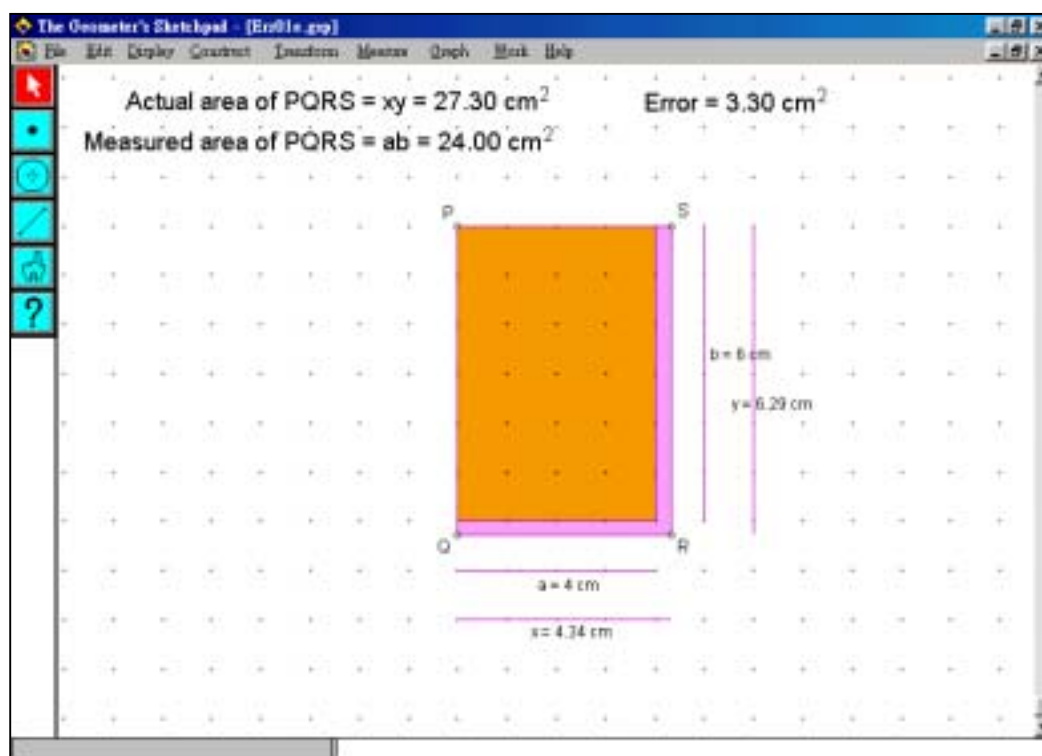 The Geometer's Sketchpad - [Err01e.gsp]
File Edit Display Construct Transform Measure Graph Work Help
Actual area of PQRS = xy = 27.30 cm²
Error = 3.30 cm²
Measured area of PQRS = ab = 24.00 cm²
P
S
b = 6 cm
y = 6.29 cm
Q
R
a = 4 cm
x = 4.34 cm
?